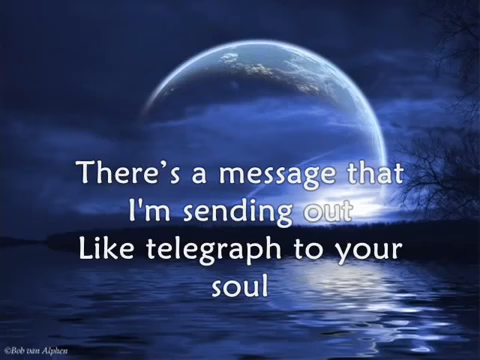 There’s a message that
I'm sending out
Like telegraph to your
soul
©Bob van Alphen